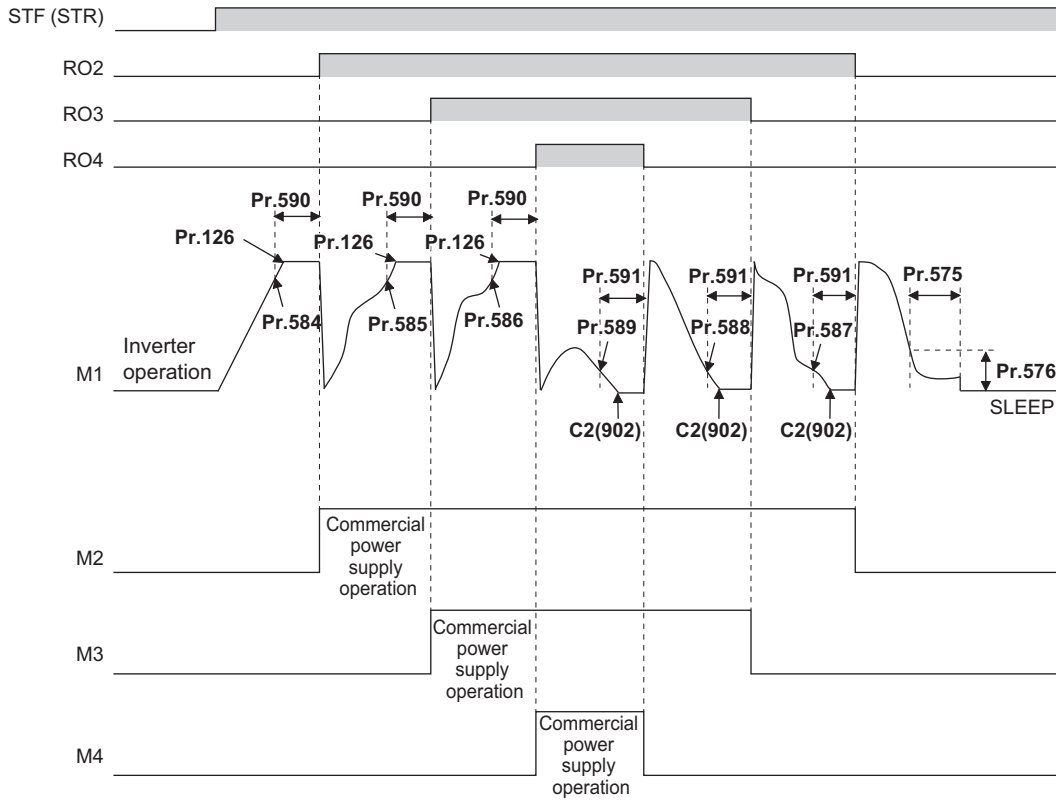 STF (STR)
RO2
RO3
RO4
Pr.590
Pr.590
Pr.590
Pr.126
Pr.126
Pr.126
Pr.591
Pr.591
Pr.591
Pr.575
Pr.584
Pr.585
Pr.586
Pr.589
Pr.588
Pr.587
Inverter
operation
Pr.576
M1
SLEEP
C2(902)
C2(902)
C2(902)
M2
Commercial
power
supply
operation
M3
Commercial
power
supply
operation
M4
Commercial
power
supply
operation